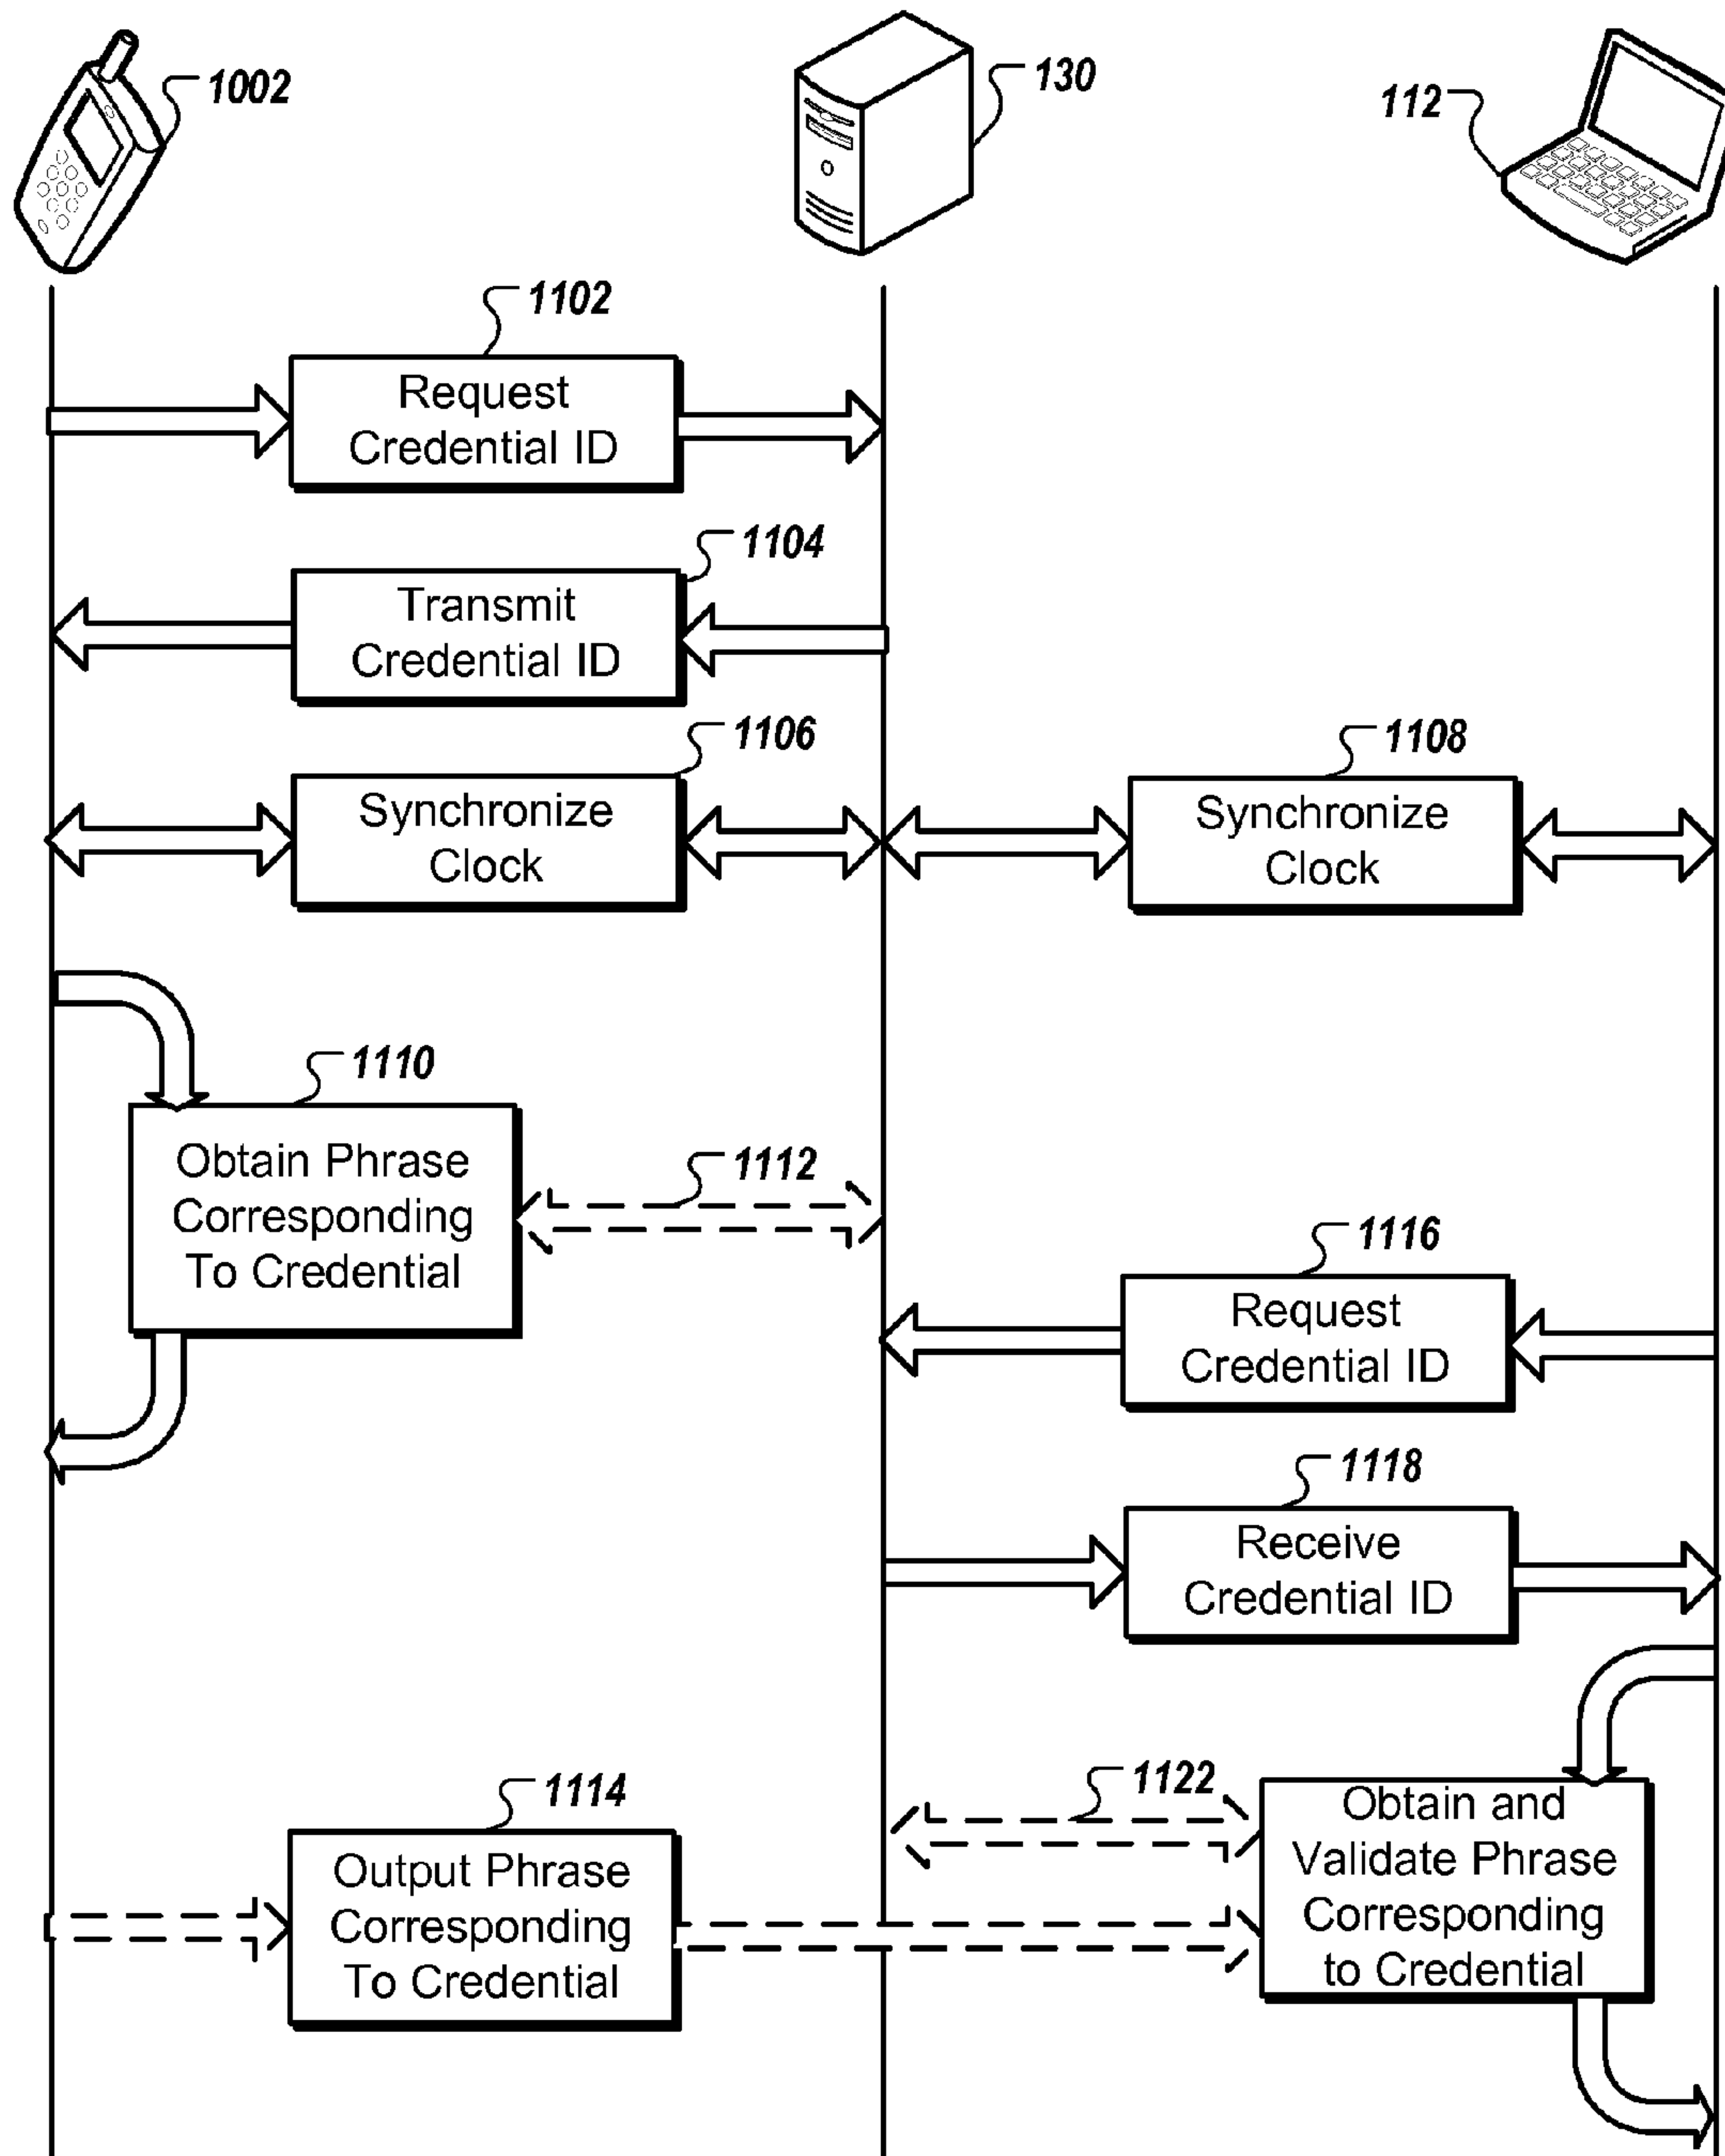 1002
130
112
1102
Request
Credential ID
1104
Transmit
Credential ID
1106
Synchronize
Clock
1108
Synchronize
Clock
1110
Obtain Phrase
Corresponding
To Credential
1112
1116
Request
Credential ID
1118
Receive
Credential ID
1114
Output Phrase
Corresponding
To Credential
1122
Obtain and
Validate Phrase
Corresponding
to Credential